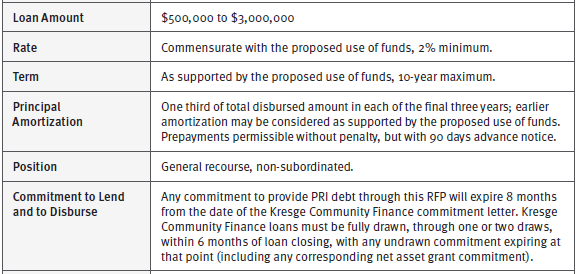 Loan Amount
$500,000 to $3,000,000
Rate
Commensurate with the proposed use of funds, 2% minimum.
Term
As supported by the proposed use of funds, 10-year maximum.
Principal
Amortization
One third of total disbursed amount in each of the final three years; earlier
amortization may be considered as supported by the proposed use of funds.
Prepayments permissible without penalty, but with 90 days advance notice.
Position
General recourse, non-subordinated.
Commitment to Lend
and to Disburse
Any commitment to provide PRI debt through this RFP will expire 8 months
from the date of the Kresge Community Finance commitment letter. Kresge
Community Finance loans must be fully drawn, through one or two draws,
within 6 months of loan closing, with any undrawn commitment expiring at
that point (including any corresponding net asset grant commitment).